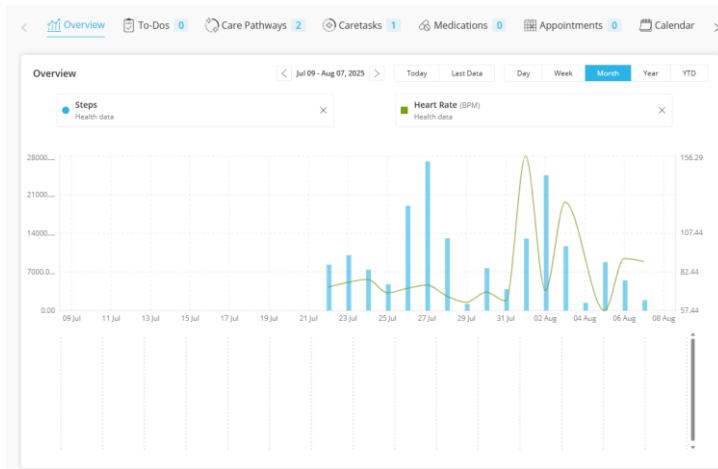 Overview To-Dos 0 Care Pathways 2 Caretasks 1 Medications 0 Appointments 0 Calendar
Overview Jul 09 - Aug 07, 2025 Today Last Data Day Week Month Year YTD
Steps Heart Rate (BPM)
Health data Health data
28000.... 156.29
21000....
14000.... 107.44
7000.0... 82.44
0.00 57.44
09 Jul 11 Jul 13 Jul 15 Jul 17 Jul 19 Jul 21 Jul 23 Jul 25 Jul 27 Jul 29 Jul 31 Jul 02 Aug 04 Aug 06 Aug 08 Aug